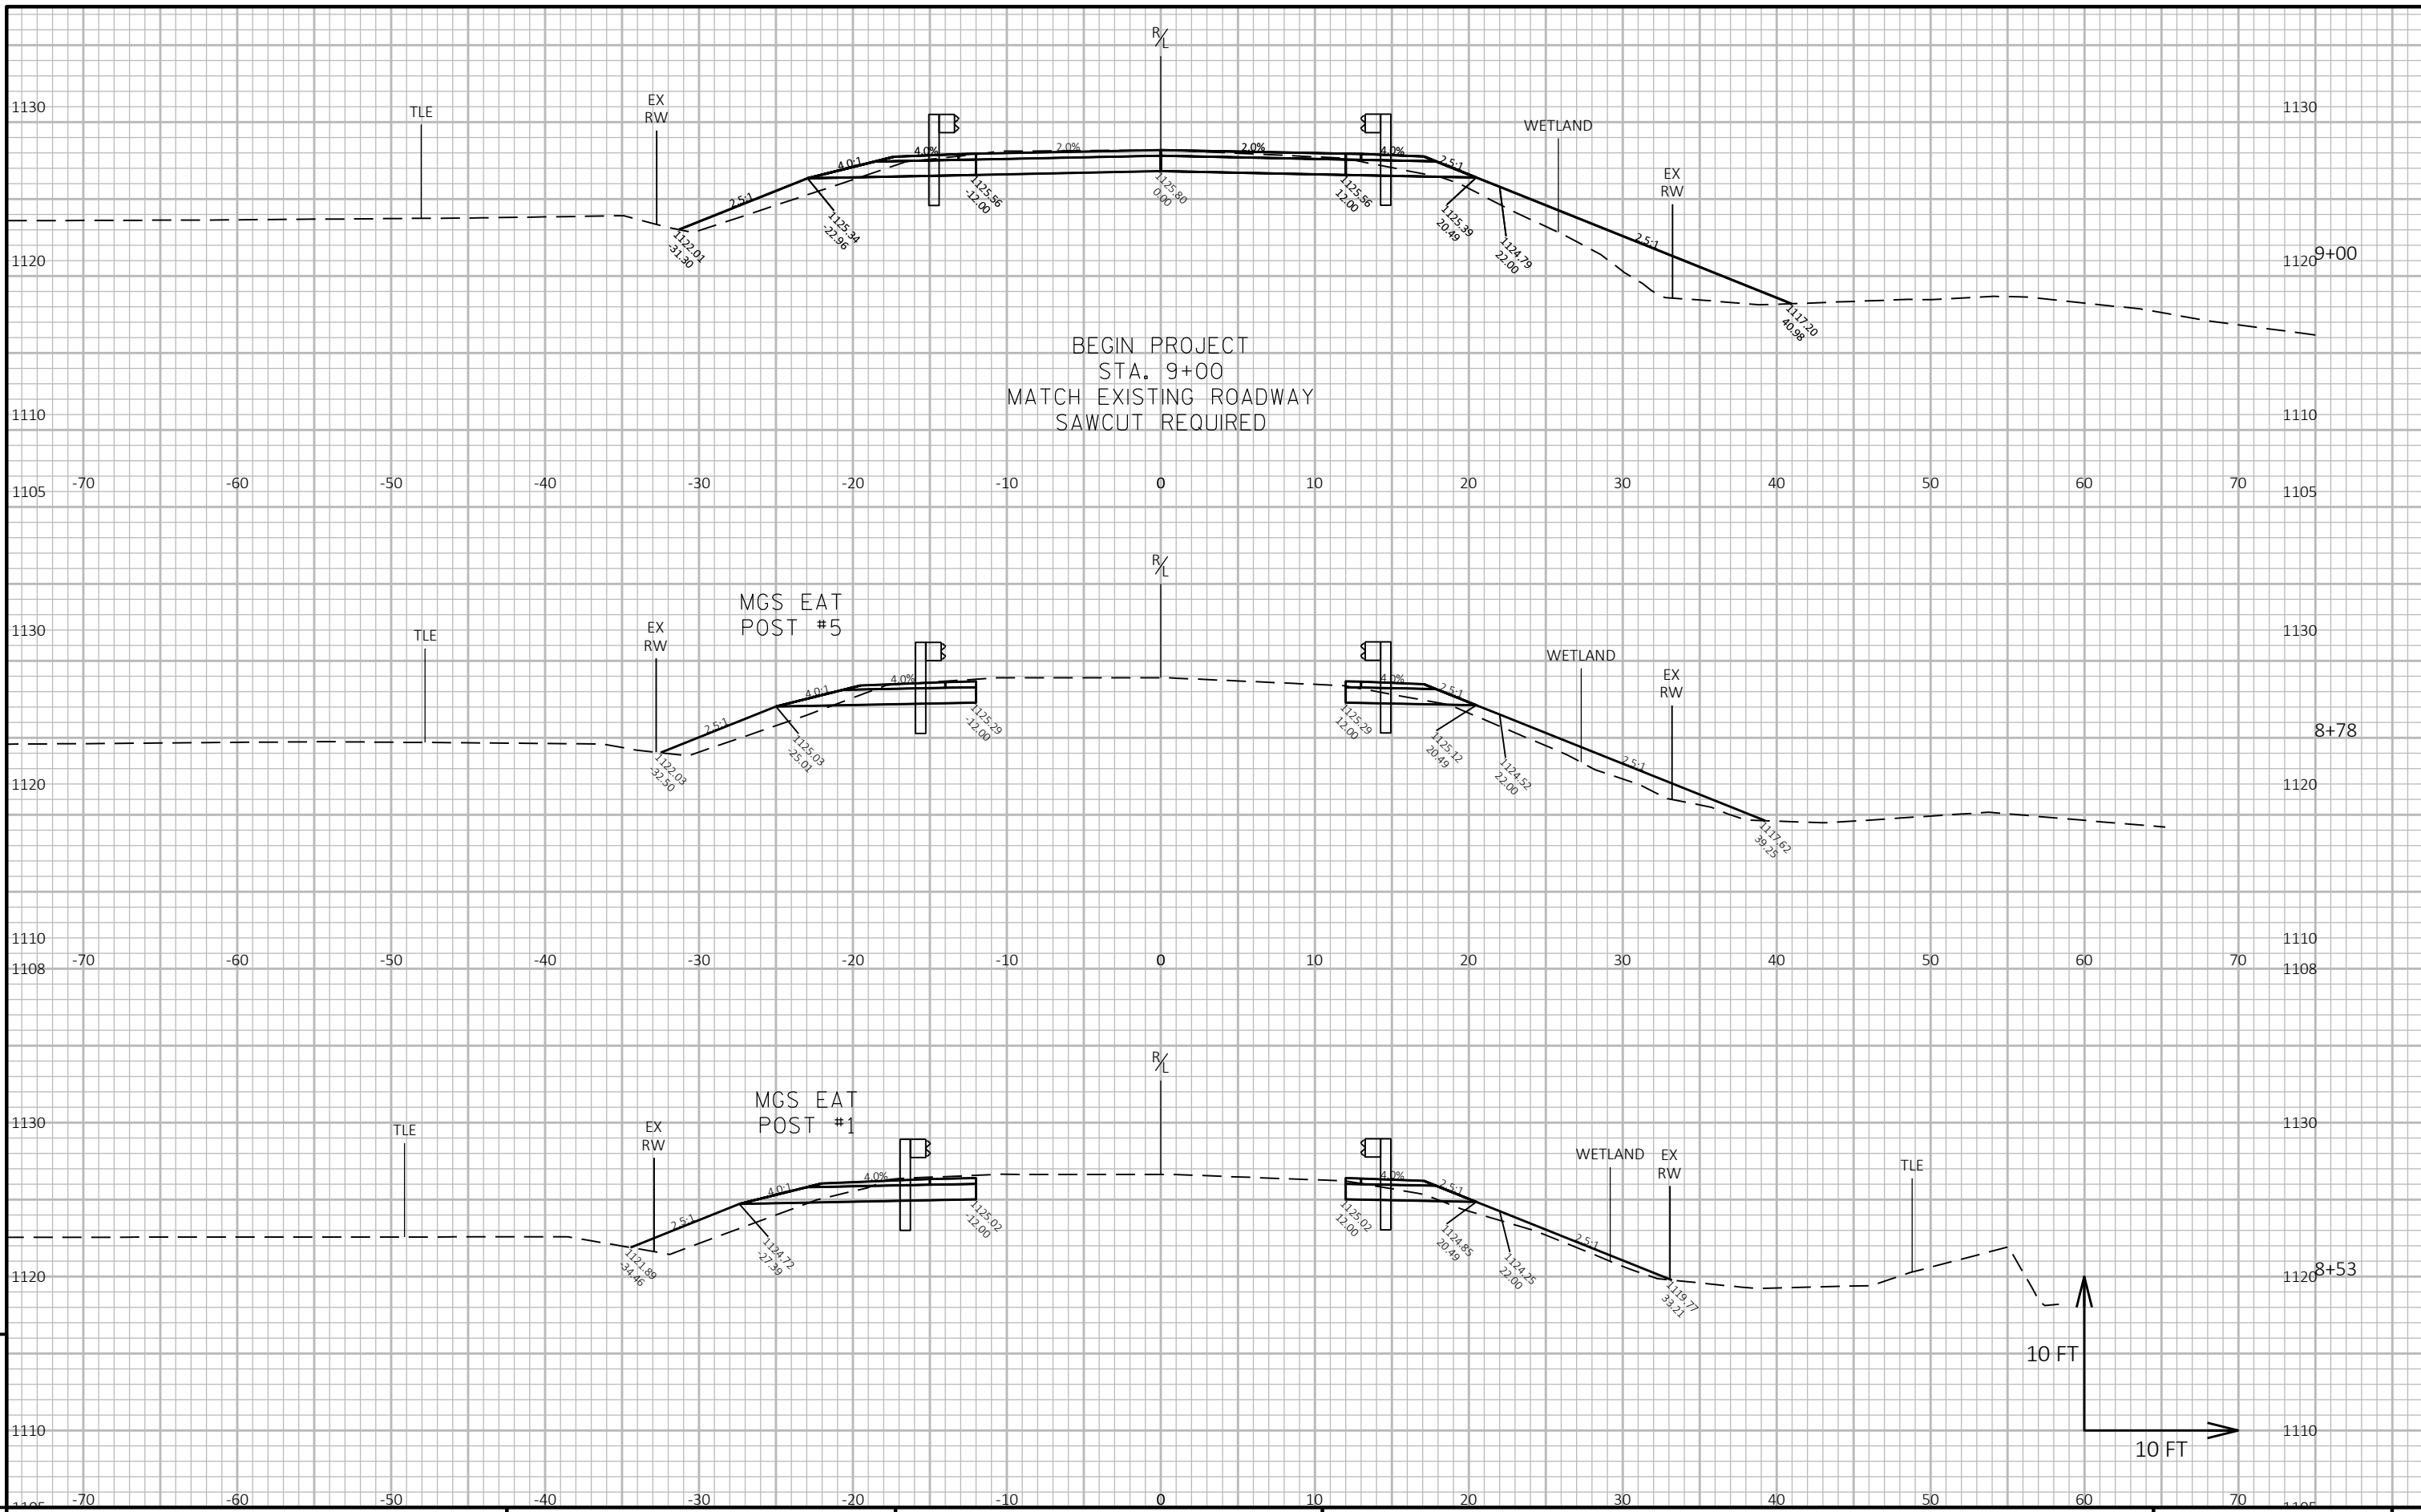 R/L
1130
TLE
EX
RW
WETLAND
EX
RW
1130
4.0:1
4.0%
2.0%
2.0%
4.0%
2.5:1
2.5:1
2.5:1
1122.01
-31.30
1125.34
-22.96
1125.56
-12.00
1125.80
0.00
1125.56
12.00
1125.39
20.49
1124.79
22.00
1117.20
40.98
1120
1120
9+00
BEGIN PROJECT
STA. 9+00
MATCH EXISTING ROADWAY
SAWCUT REQUIRED
1110
1110
-70 -60 -50 -40 -30 -20 -10 0 10 20 30 40 50 60 70
1105
1105
R/L
MGS EAT
POST #5
1130
TLE
EX
RW
WETLAND
EX
RW
1130
2.5:1
4.0:1
4.0%
4.0%
2.5:1
2.5:1
1122.03
-32.50
1125.03
-25.01
1125.29
-12.00
1125.29
12.00
1125.12
20.49
1124.52
22.00
1117.62
39.25
1120
1120
8+78
1110
1110
-70 -60 -50 -40 -30 -20 -10 0 10 20 30 40 50 60 70
1108
1108
R/L
MGS EAT
POST #1
1130
TLE
EX
RW
WETLAND
EX
RW
TLE
1130
2.5:1
4.0:1
4.0%
4.0%
2.5:1
2.5:1
1121.89
-34.46
1124.72
-27.39
1125.02
-12.00
1125.02
12.00
1124.85
20.49
1124.25
22.00
1119.77
33.21
1120
1120
8+53
10 FT
10 FT
1110
1110
-70 -60 -50 -40 -30 -20 -10 0 10 20 30 40 50 60 70
1105
1105